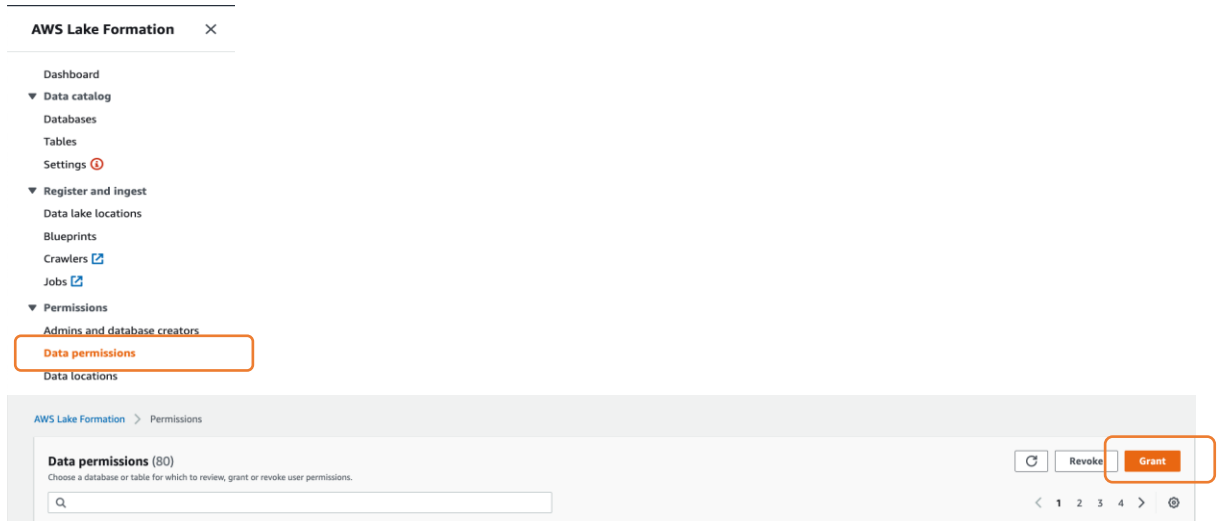 AWS Lake Formation
Dashboard
Data catalog
Databases
Tables
Settings
Register and ingest
Data lake locations
Blueprints
Crawlers
Jobs
Permissions
Admins and database creators
Data permissions
Data locations
AWS Lake Formation > Permissions
Data permissions (80) Revoke Grant
Choose a database or table for which to review, grant or revoke user permissions.
< 1 2 3 4 >